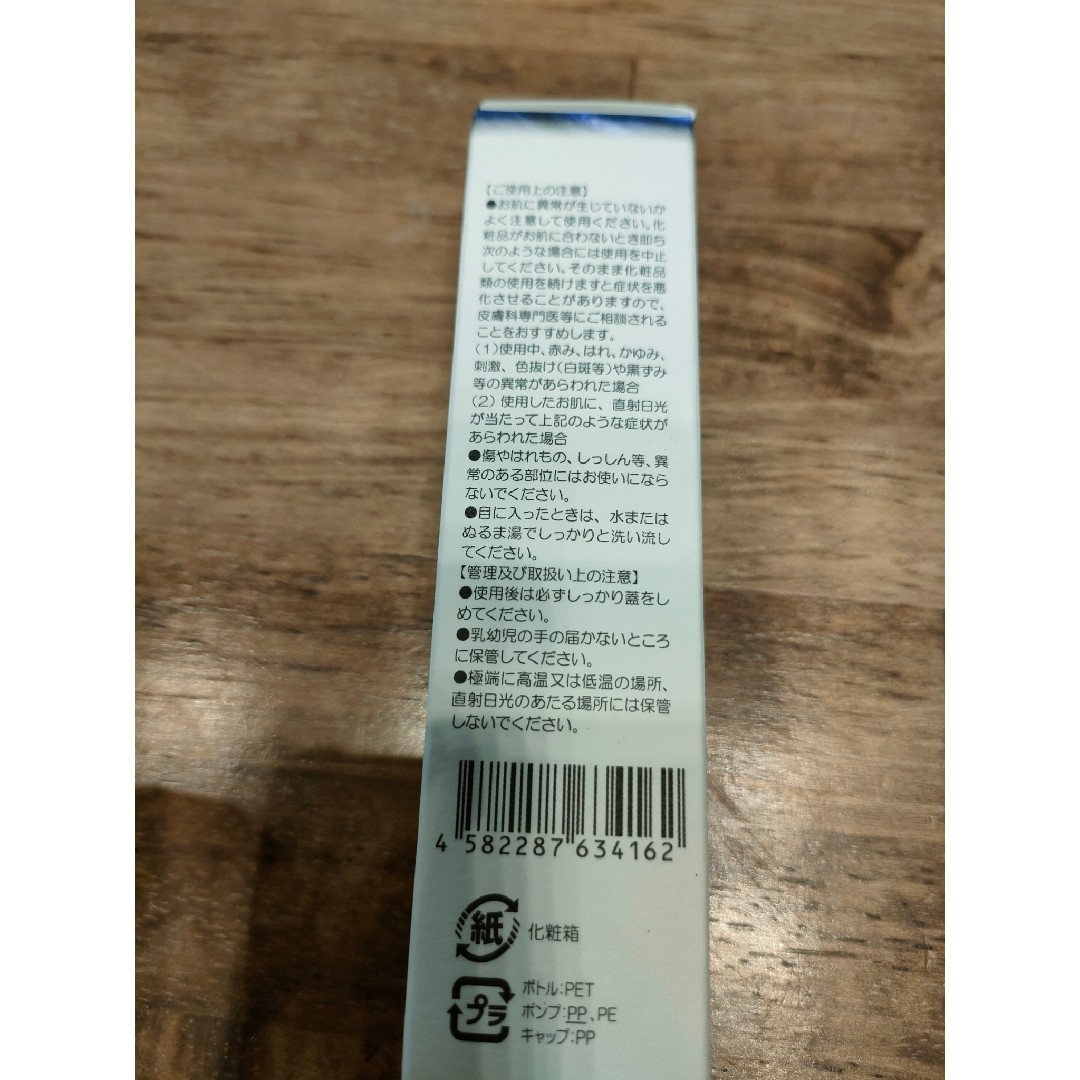 【ご使用上の注意】
●お肌に異常が生じていないか
よく注意して使用ください。化
粧品がお肌に合わないとき即ち
次のような場合には使用を中止
してください。そのまま化粧品
類の使用を続けますと症状を悪
化させることがありますので、
皮膚科専門医等にご相談される
ことをおすすめします。
(1)使用中、赤み、はれ、かゆみ、
刺激、色抜け(白斑等)や黒ずみ
等の異常があらわれた場合
(2) 使用したお肌に、直射日光
が当たって上記のような症状が
あらわれた場合
●傷やはれもの、しっしん等、異
常のある部位にはお使いになら
ないでください。
●目に入ったときは、水または
ぬるま湯でしっかりと洗い流し
てください。
【管理及び取扱い上の注意】
●使用後は必ずしっかり蓋をし
めてください。
●乳幼児の手の届かないところ
に保管してください。
●極端に高温又は低温の場所、
直射日光のあたる場所には保管
しないでください。
4 582287 634162
紙 化粧箱
プラ
ボトル:PET
ポンプ:PP、PE
キャップ:PP